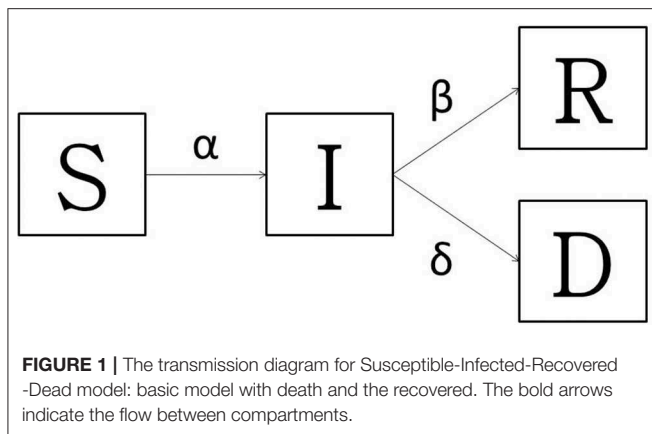 S
α
I
β
R
δ
D
FIGURE 1 | The transmission diagram for Susceptible-Infected-Recovered
-Dead model: basic model with death and the recovered. The bold arrows
indicate the flow between compartments.